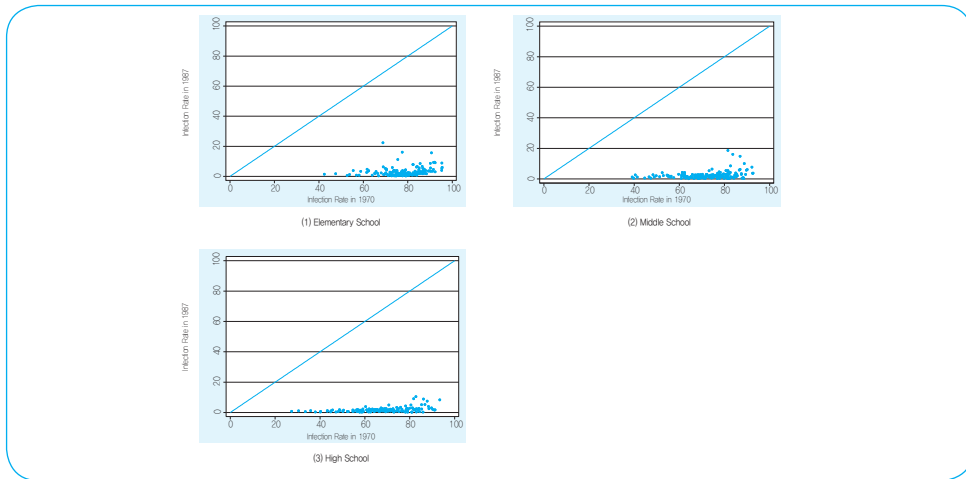 Infection Rate in 1987
100
80
60
40
20
0
0 20 40 60 80 100
Infection Rate in 1970
(1) Elementary School
Infection Rate in 1987
100
80
60
40
20
0
0 20 40 60 80 100
Infection Rate in 1970
(2) Middle School
Infection Rate in 1987
100
80
60
40
20
0
0 20 40 60 80 100
Infection Rate in 1970
(3) High School